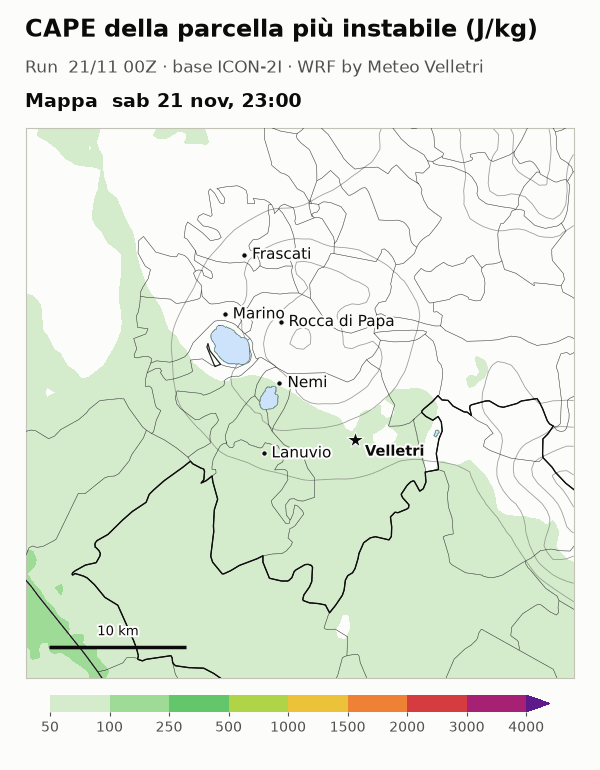 CAPE della parcella più instabile (J/kg)
Run  21/11 00Z · base ICON-2I · WRF by Meteo Velletri
Mappa  sab 21 nov, 23:00
Frascati
Marino
Rocca di Papa
Nemi
Velletri
Lanuvio
10 km
50 100 250 500 1000 1500 2000 3000 4000